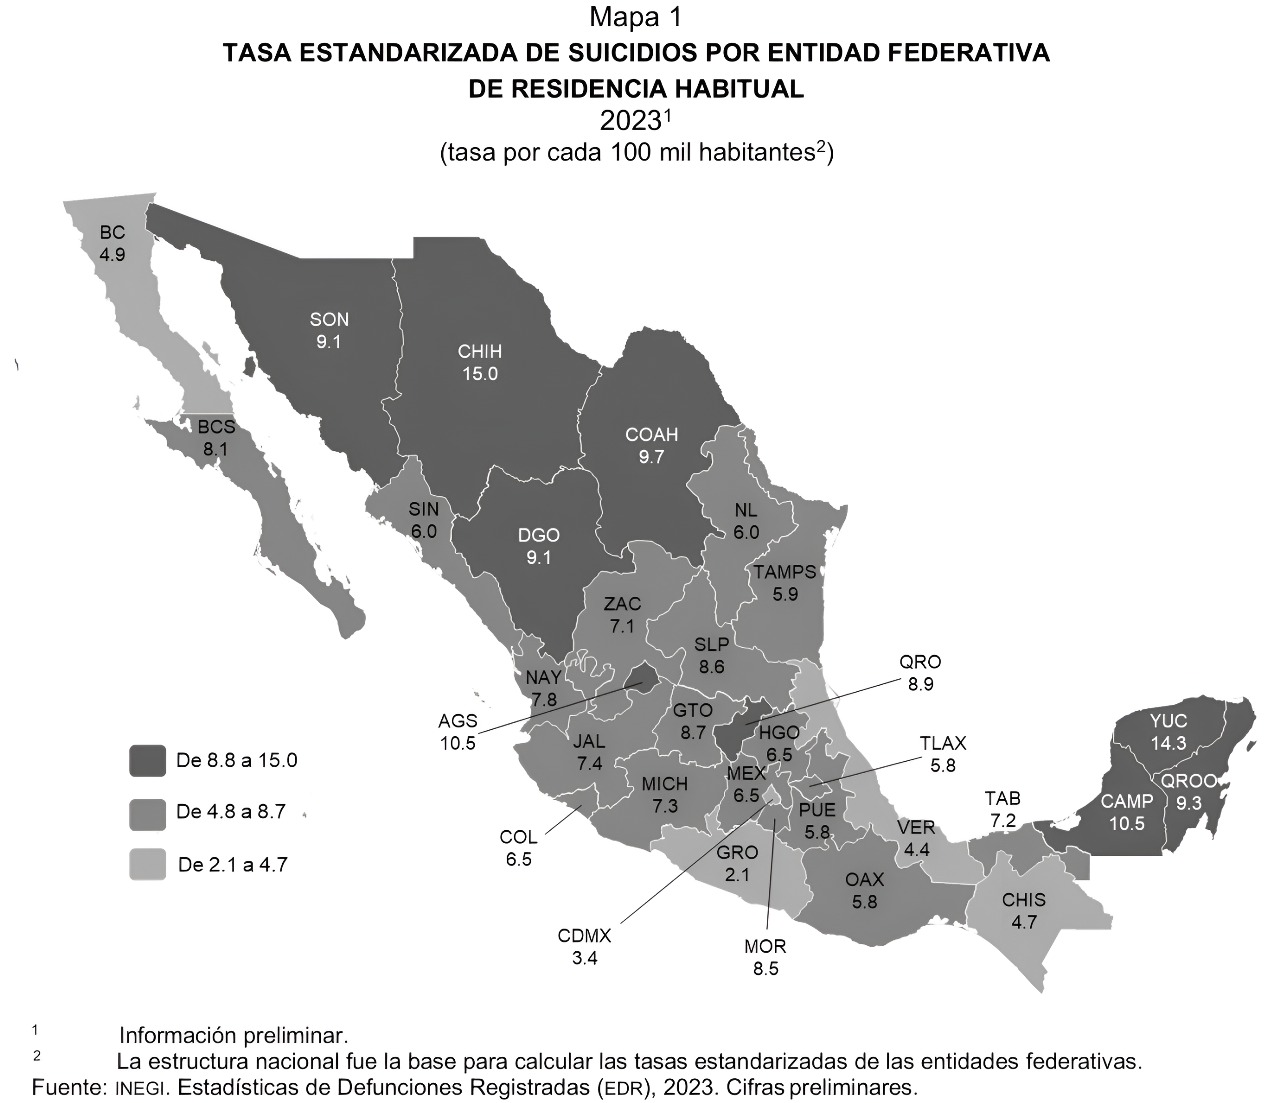 Mapa 1
TASA ESTANDARIZADA DE SUICIDIOS POR ENTIDAD FEDERATIVA
DE RESIDENCIA HABITUAL
2023¹
(tasa por cada 100 mil habitantes²)
BC
4.9
SON
9.1
CHIH
15.0
BCS
8.1
COAH
9.7
SIN
6.0
NL
6.0
DGO
9.1
TAMPS
5.9
ZAC
7.1
SLP
8.6
QRO
8.9
NAY
7.8
AGS
10.5
GTO
8.7
HGO
6.5
YUC
14.3
JAL
7.4
TLAX
5.8
De 8.8 a 15.0
MICH
7.3
MEX
6.5
QROO
9.3
De 4.8 a 8.7
PUE
5.8
TAB
7.2
CAMP
10.5
COL
6.5
VER
4.4
De 2.1 a 4.7
GRO
2.1
OAX
5.8
CHIS
4.7
CDMX
3.4
MOR
8.5
¹ Información preliminar.
² La estructura nacional fue la base para calcular las tasas estandarizadas de las entidades federativas.
Fuente: INEGI. Estadísticas de Defunciones Registradas (EDR), 2023. Cifras preliminares.